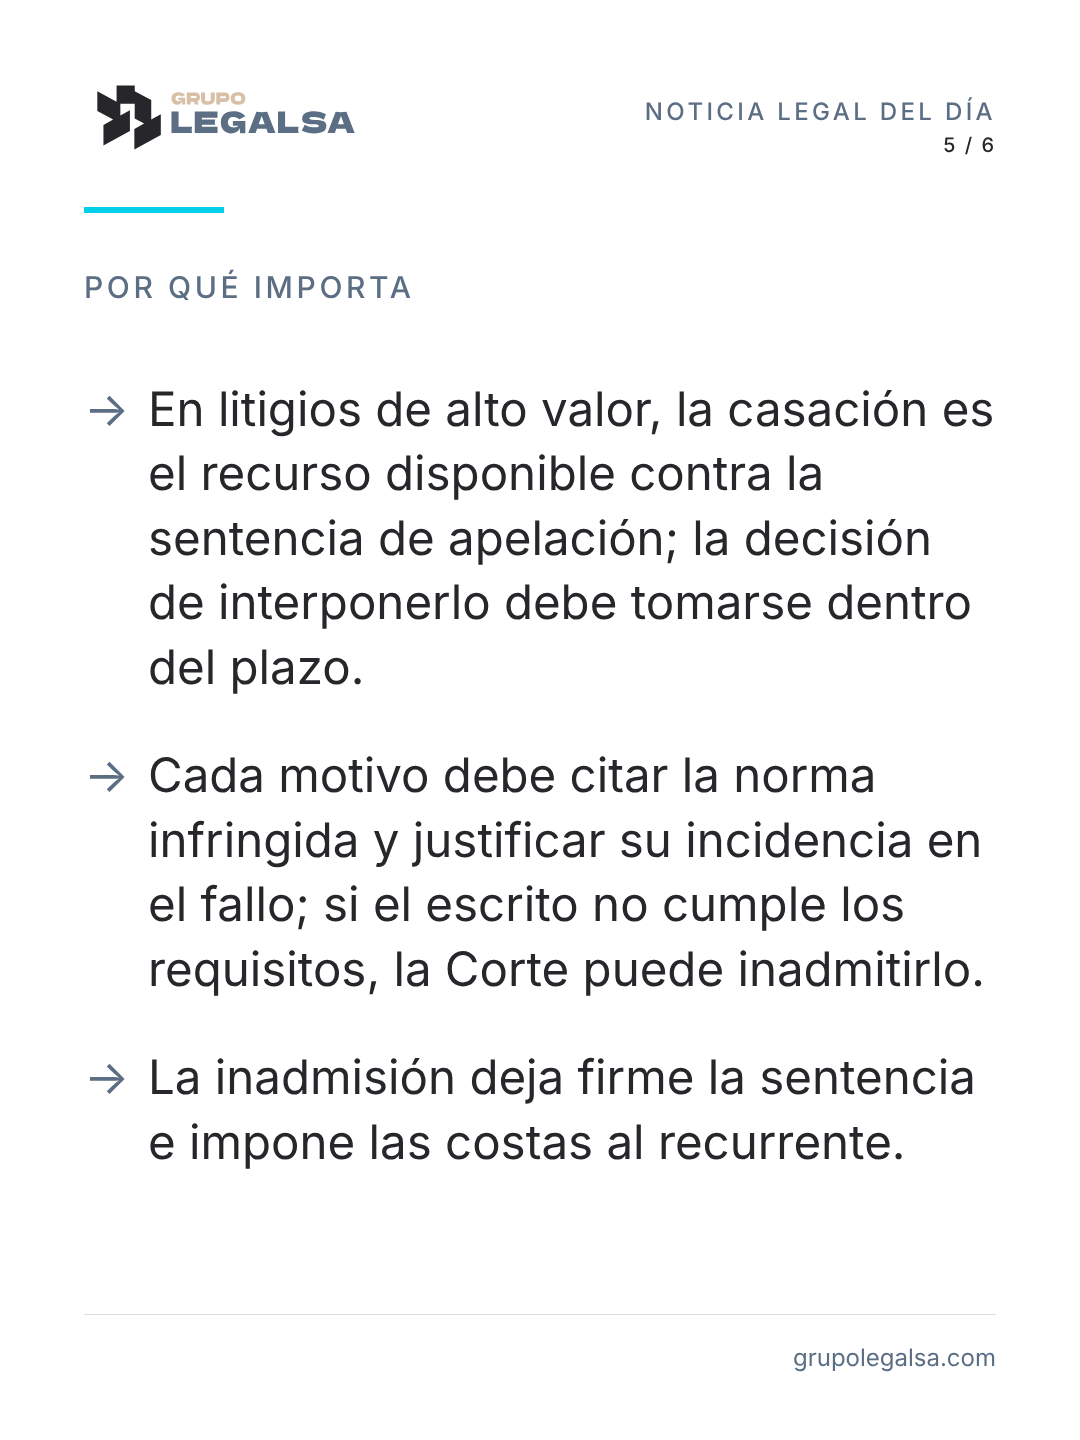 GRUPO
LEGALSA
NOTICIA LEGAL DEL DÍA
5 / 6
POR QUÉ IMPORTA
→ En litigios de alto valor, la casación es
el recurso disponible contra la
sentencia de apelación; la decisión
de interponerlo debe tomarse dentro
del plazo.
→ Cada motivo debe citar la norma
infringida y justificar su incidencia en
el fallo; si el escrito no cumple los
requisitos, la Corte puede inadmitirlo.
→ La inadmisión deja firme la sentencia
e impone las costas al recurrente.
grupolegalsa.com